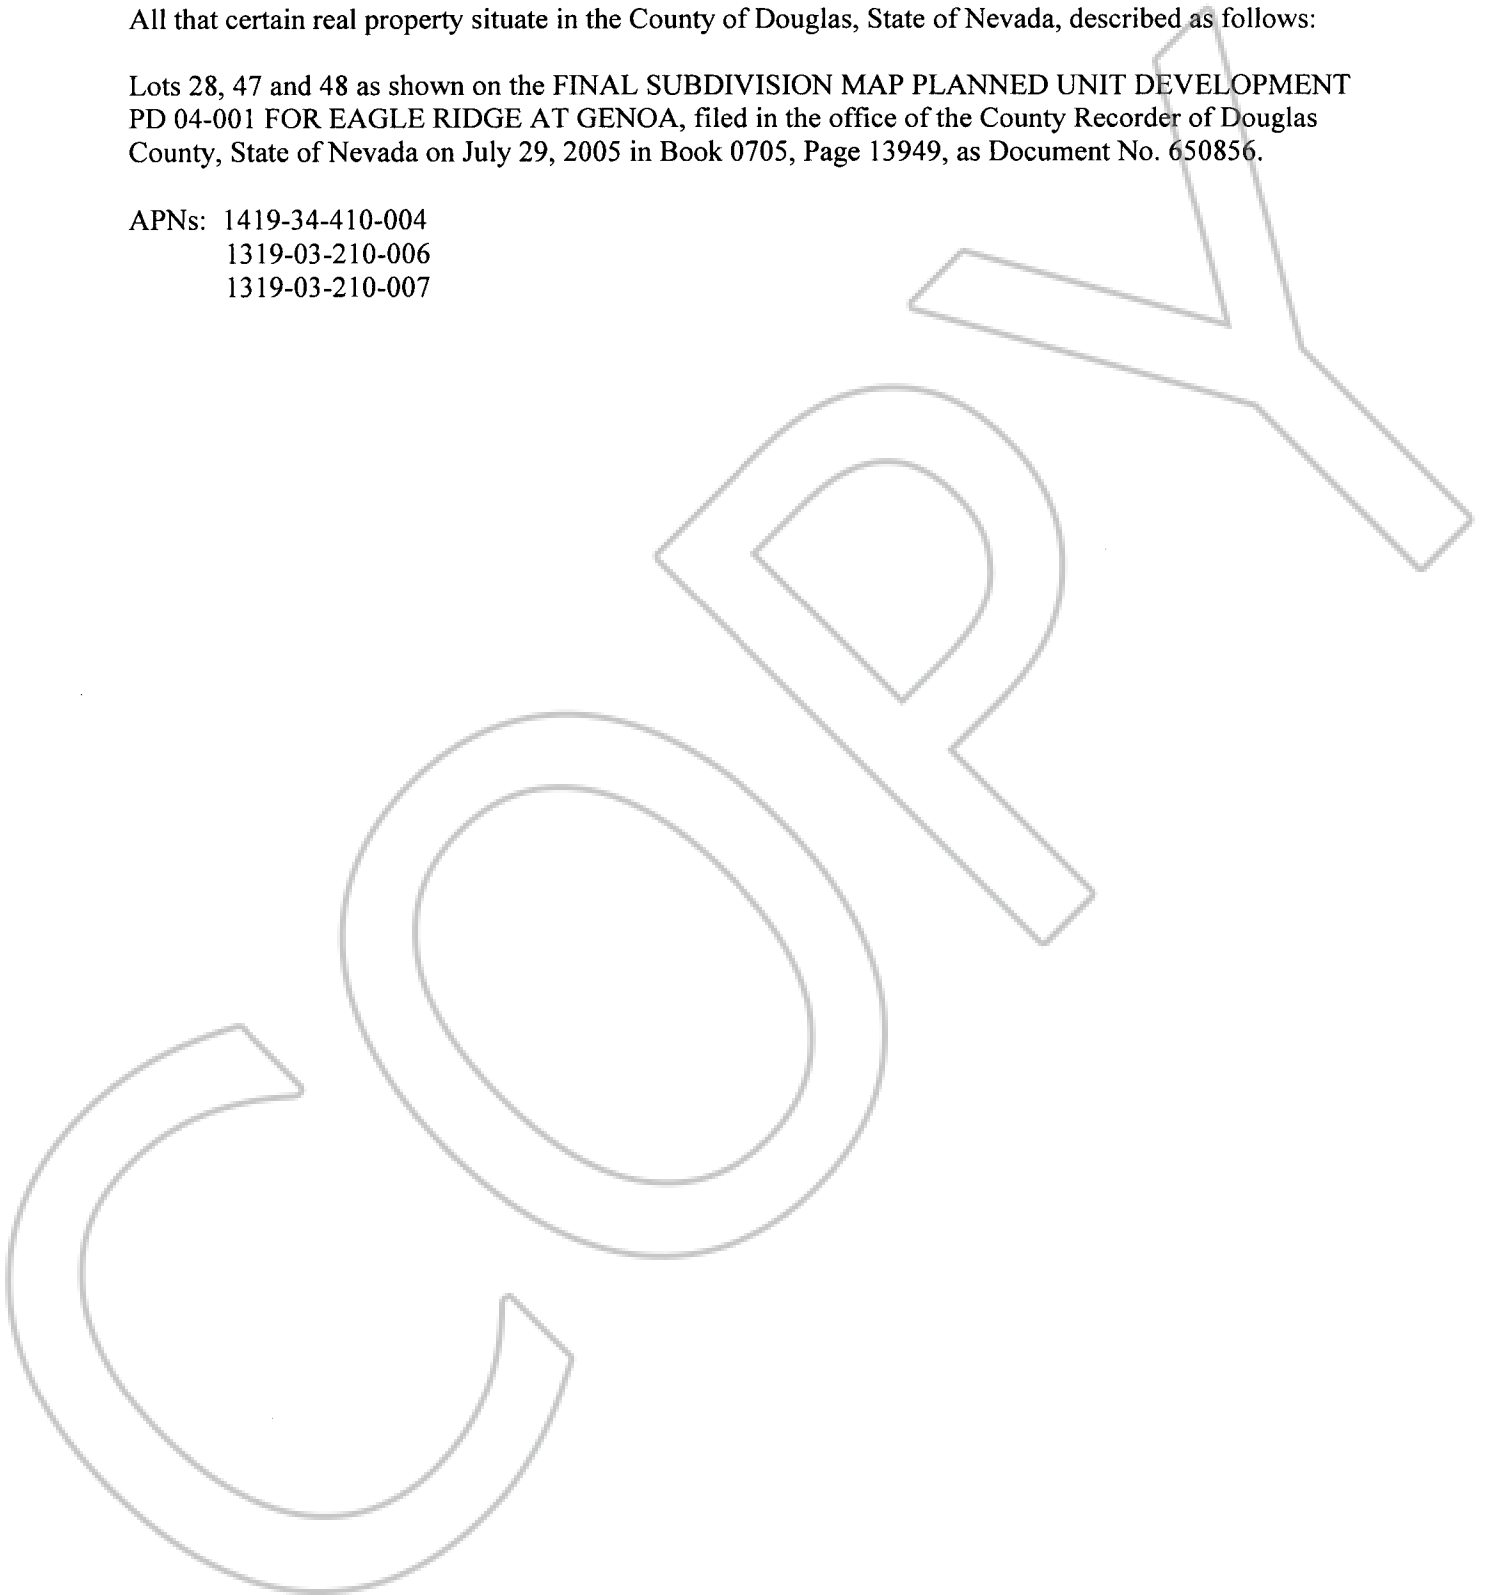 All that certain real property situate in the County of Douglas, State of Nevada, described as follows:
Lots 28, 47 and 48 as shown on the FINAL SUBDIVISION MAP PLANNED UNIT DEVELOPMENT
PD 04-001 FOR EAGLE RIDGE AT GENOA, filed in the office of the County Recorder of Douglas
County, State of Nevada on July 29, 2005 in Book 0705, Page 13949, as Document No. 650856.
APNs: 1419-34-410-004
1319-03-210-006
1319-03-210-007
COPY